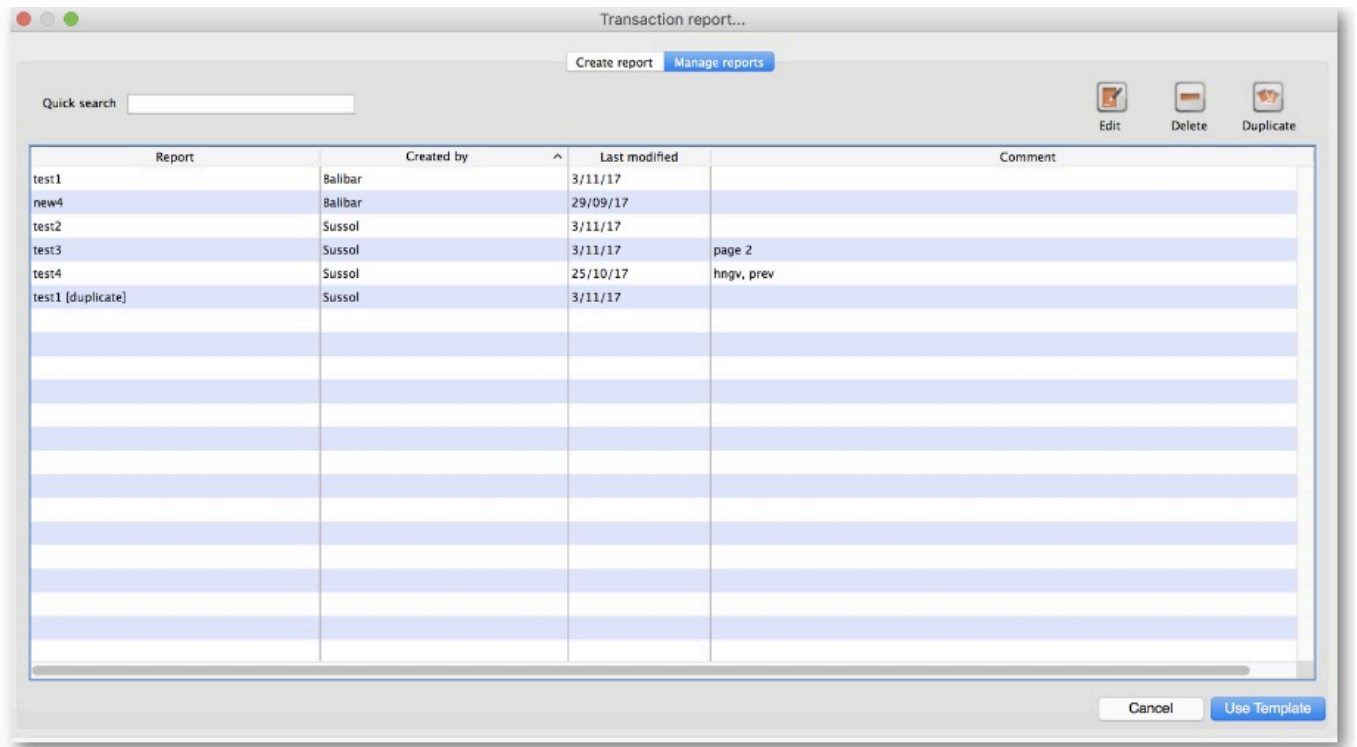 Transaction report...
Create report Manage reports
Quick search
Edit Delete Duplicate
Report Created by Last modified Comment
test1 Balibar 3/11/17
new4 Balibar 29/09/17
test2 Sussol 3/11/17
test3 Sussol 3/11/17 page 2
test4 Sussol 25/10/17 hngv, prev
test1 [duplicate] Sussol 3/11/17
Cancel Use Template